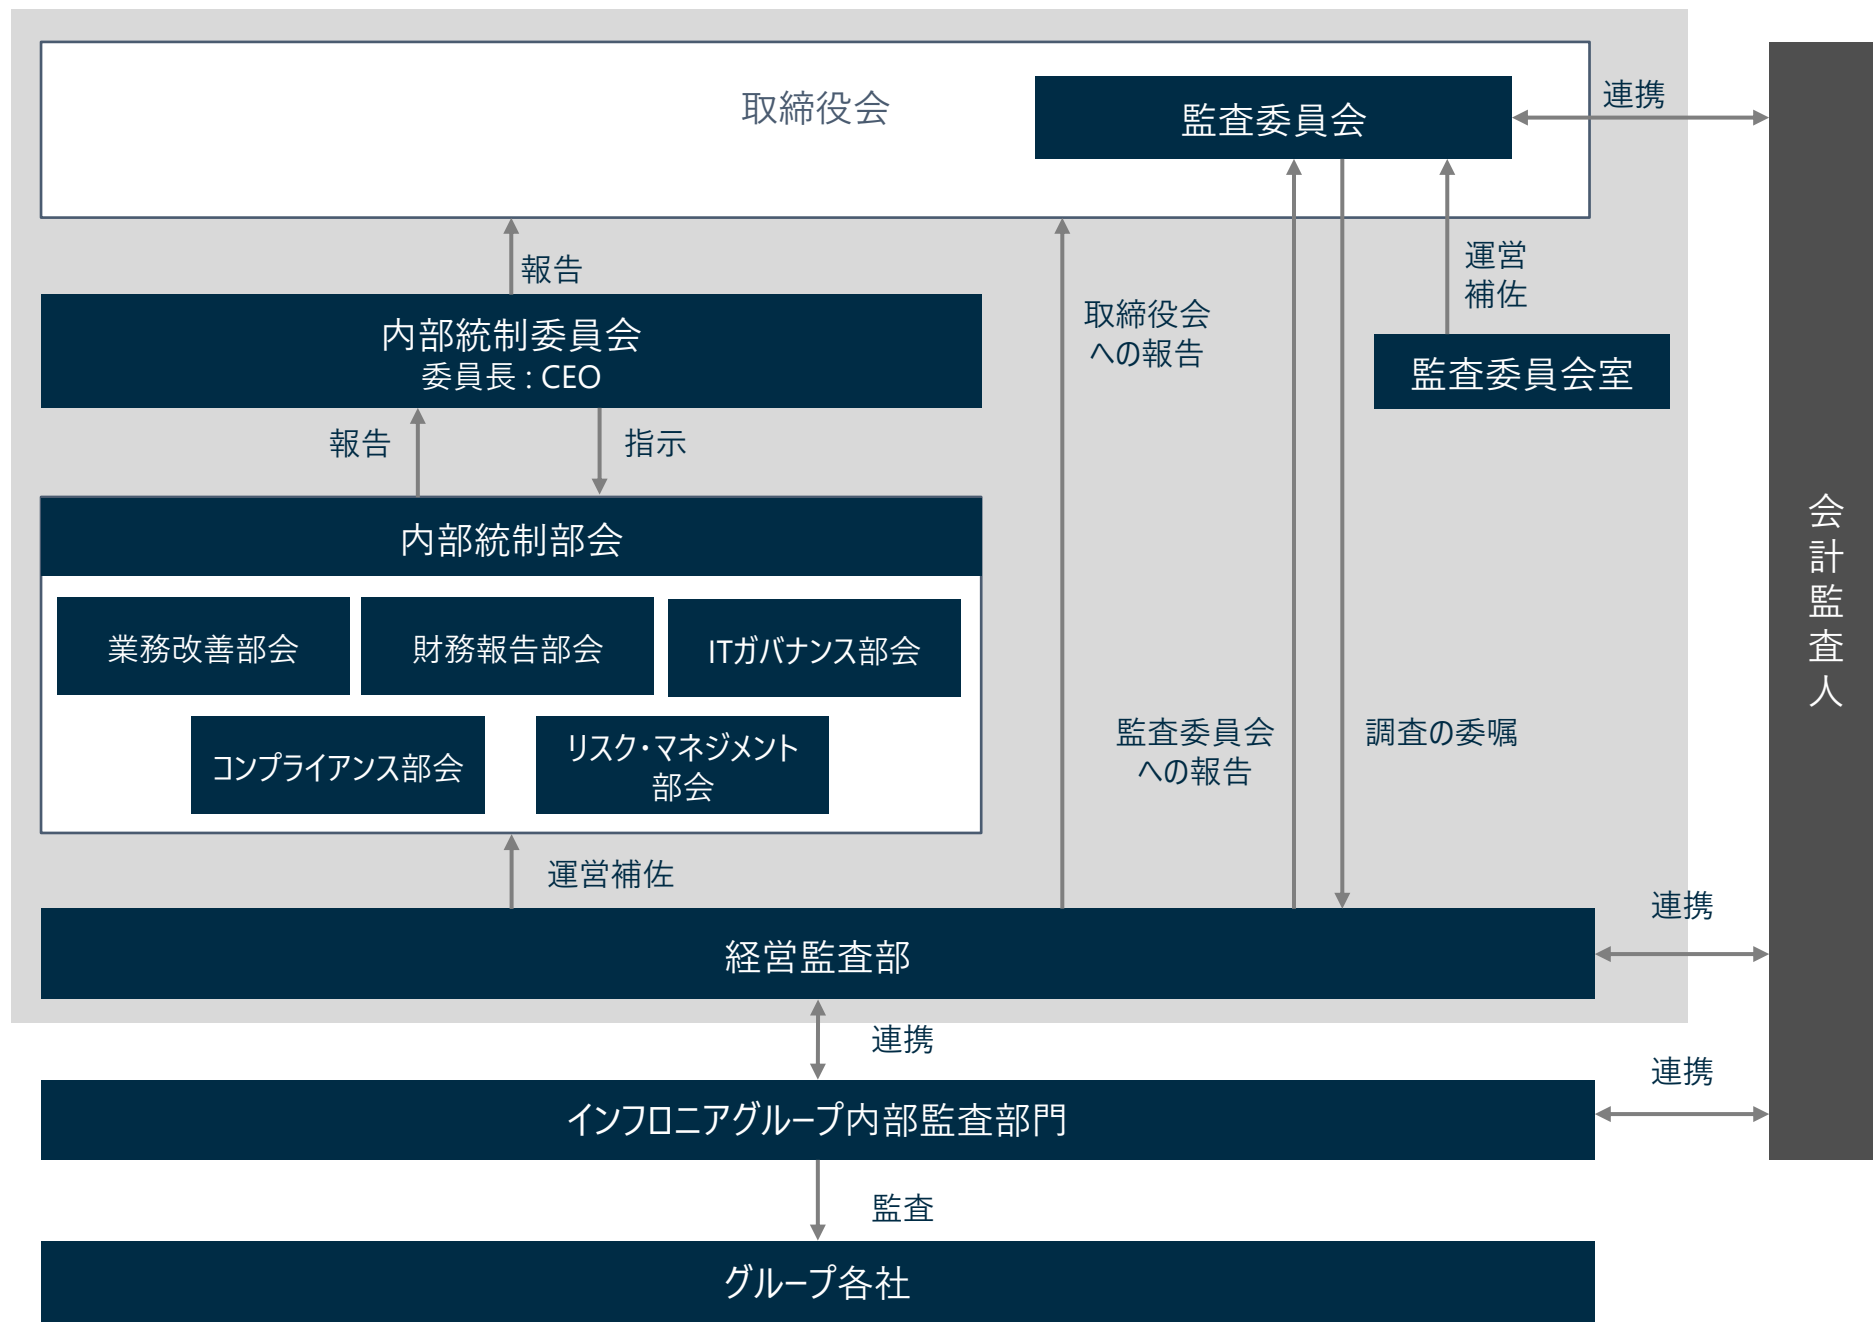 取締役会
監査委員会
連携
報告
運営
補佐
取締役会
への報告
内部統制委員会
委員長 : CEO
監査委員会室
報告
指示
内部統制部会
業務改善部会
財務報告部会
ITガバナンス部会
コンプライアンス部会
リスク・マネジメント
部会
監査委員会
への報告
調査の委嘱
会計監査人
運営補佐
経営監査部
連携
連携
インフロニアグループ内部監査部門
連携
監査
グループ各社